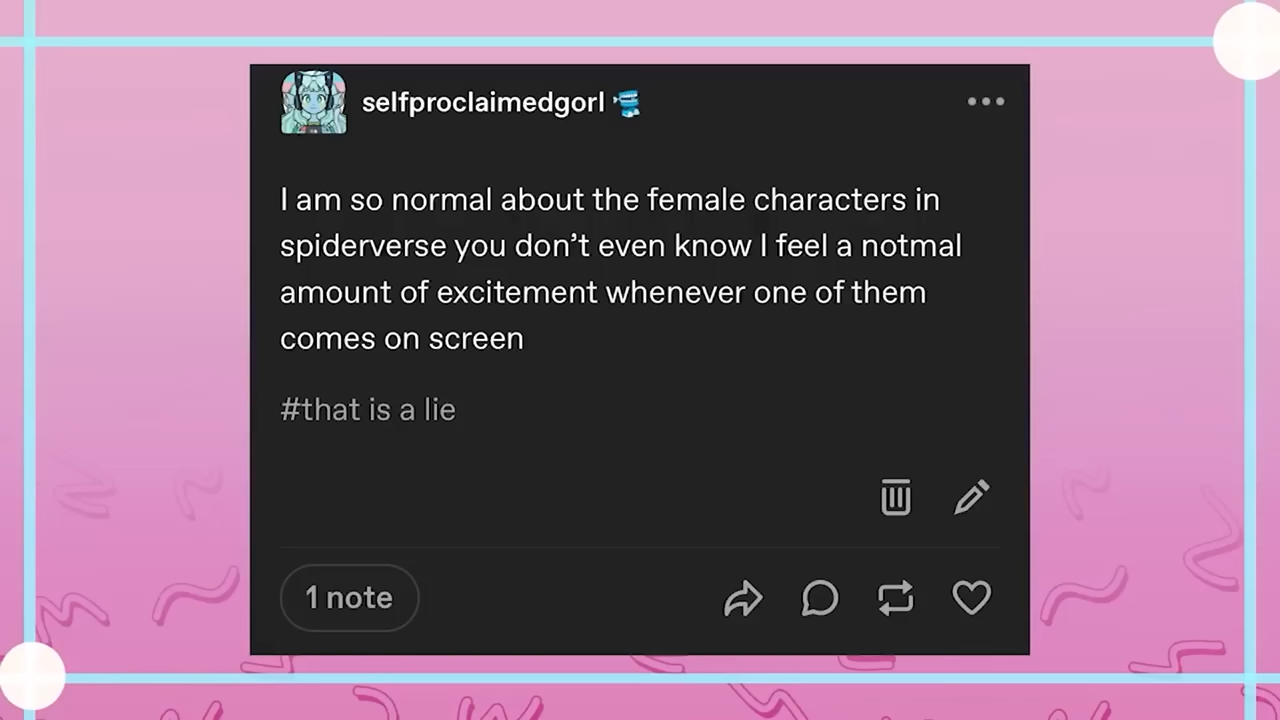 selfproclaimedgorl
I am so normal about the female characters in
spiderverse you don’t even know I feel a notmal
amount of excitement whenever one of them
comes on screen
#that is a lie
1 note